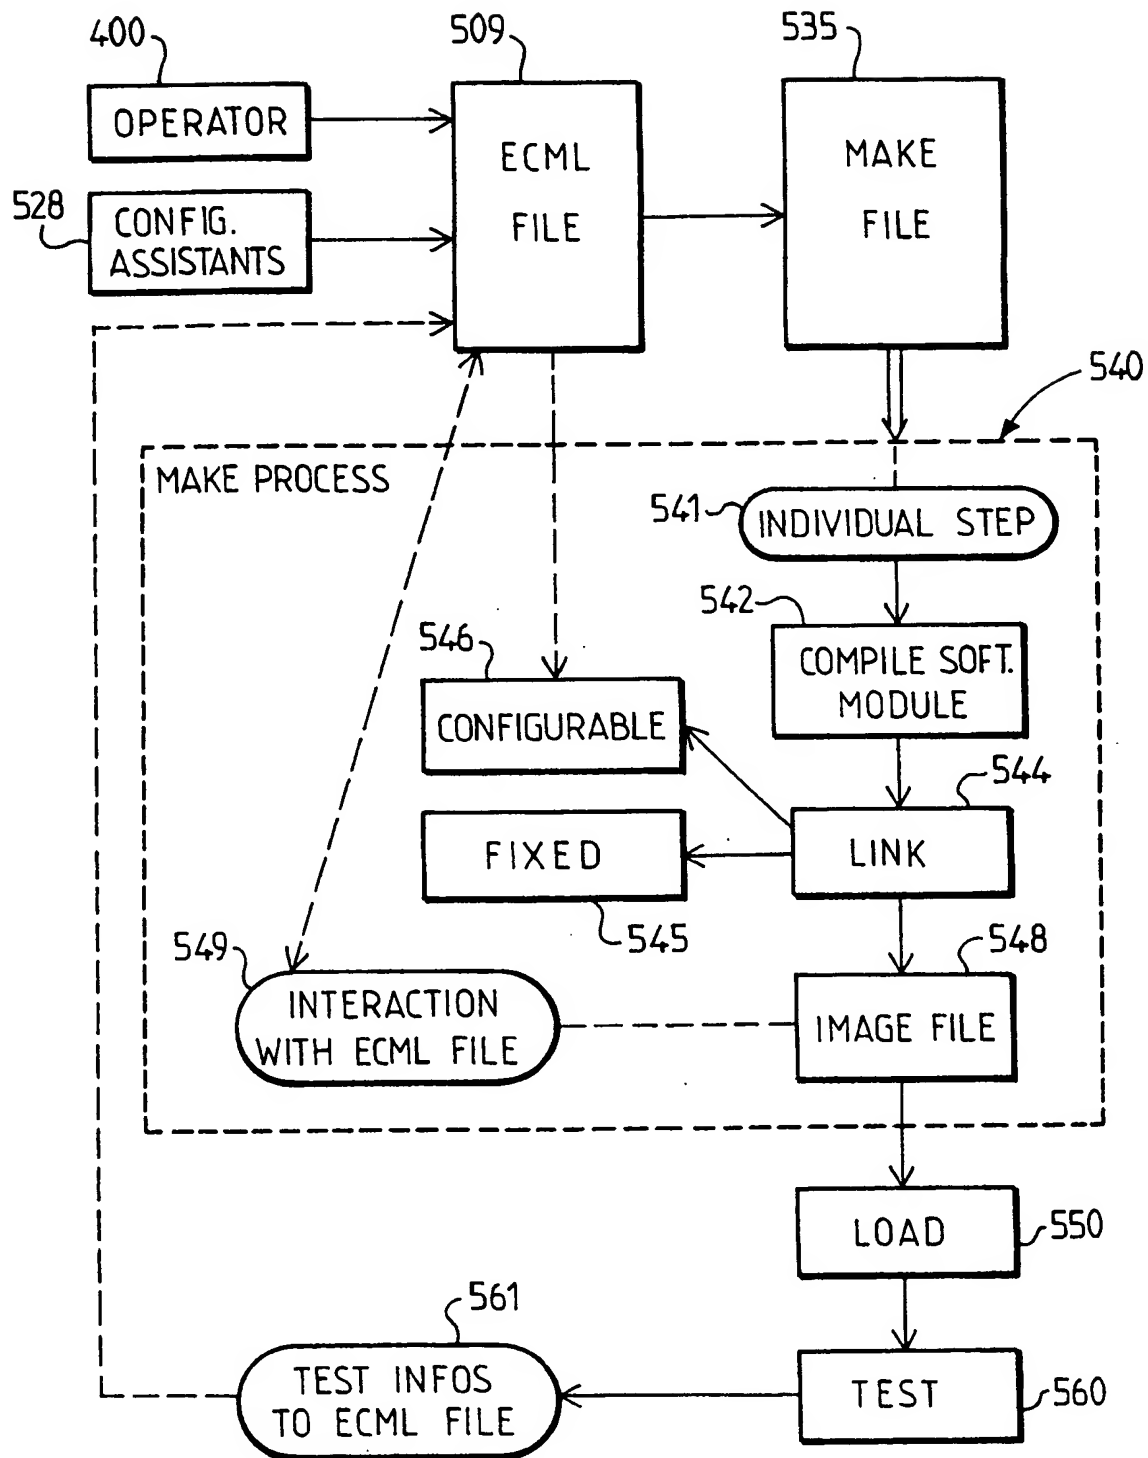 400
509
535
OPERATOR
ECML
FILE
MAKE
FILE
528
CONFIG.
ASSISTANTS
540
MAKE PROCESS
541
INDIVIDUAL STEP
542
COMPILE SOFT.
MODULE
546
CONFIGURABLE
544
LINK
FIXED
545
548
549
INTERACTION
WITH ECML FILE
IMAGE FILE
LOAD
550
561
TEST INFOS
TO ECML FILE
TEST
560